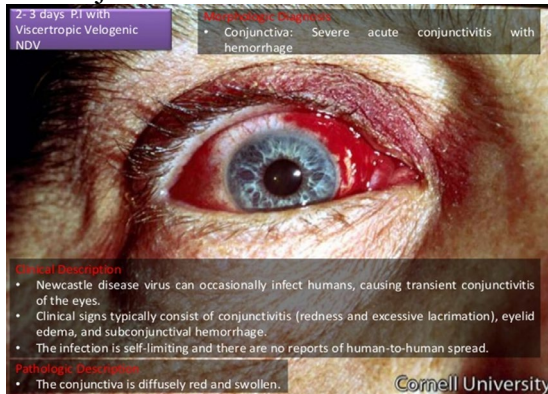 2- 3 days P.I with
Viscertropic Velogenic
NDV
Morphologic Diagnosis
• Conjunctiva: Severe acute conjunctivitis with
hemorrhage
Clinical Description
• Newcastle disease virus can occasionally infect humans, causing transient conjunctivitis
of the eyes.
• Clinical signs typically consist of conjunctivitis (redness and excessive lacrimation), eyelid
edema, and subconjunctival hemorrhage.
• The infection is self-limiting and there are no reports of human-to-human spread.
Pathologic Description
• The conjunctiva is diffusely red and swollen.
Cornell University